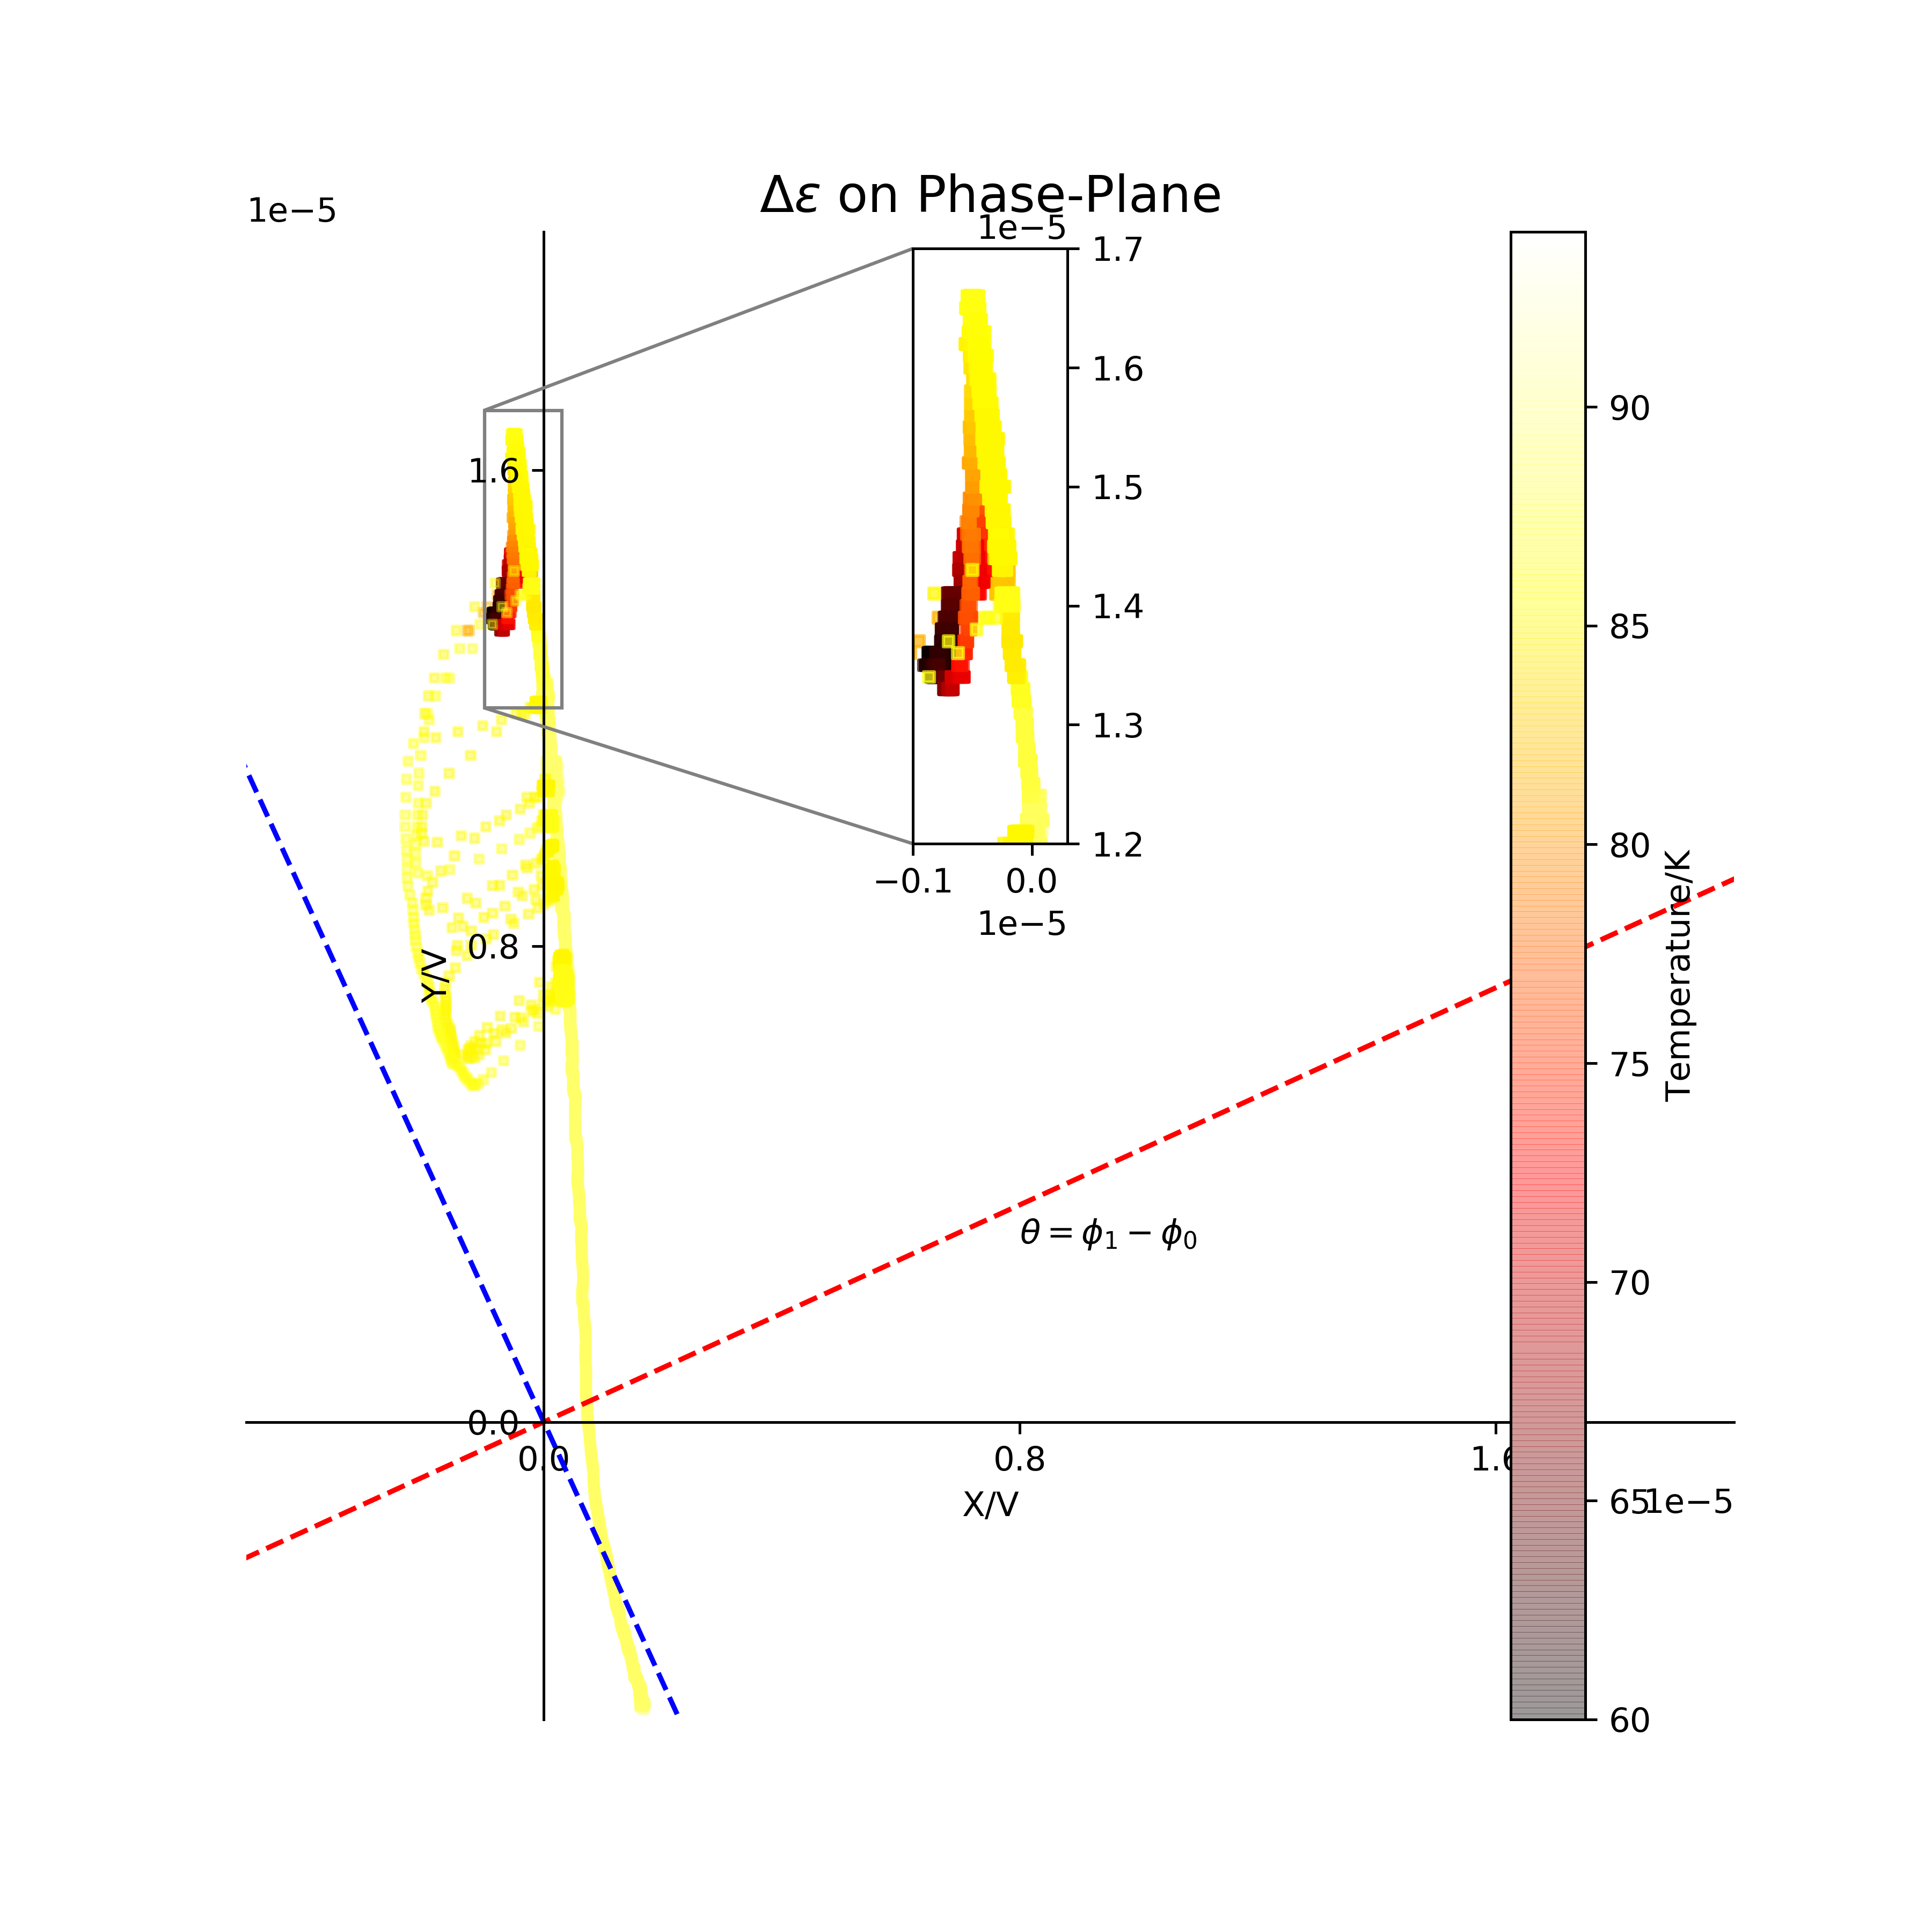 Δε on Phase-Plane
1e−5
1e−5
1.7
1.6
1.5
1.4
1.3
1.2
−0.1 0.0
1e−5
1.6
0.8
0.0
Y/V
0.0 0.8 1.6
X/V
1e−5
θ = ϕ₁ − ϕ₀
90
85
80
75
70
65
60
Temperature/K